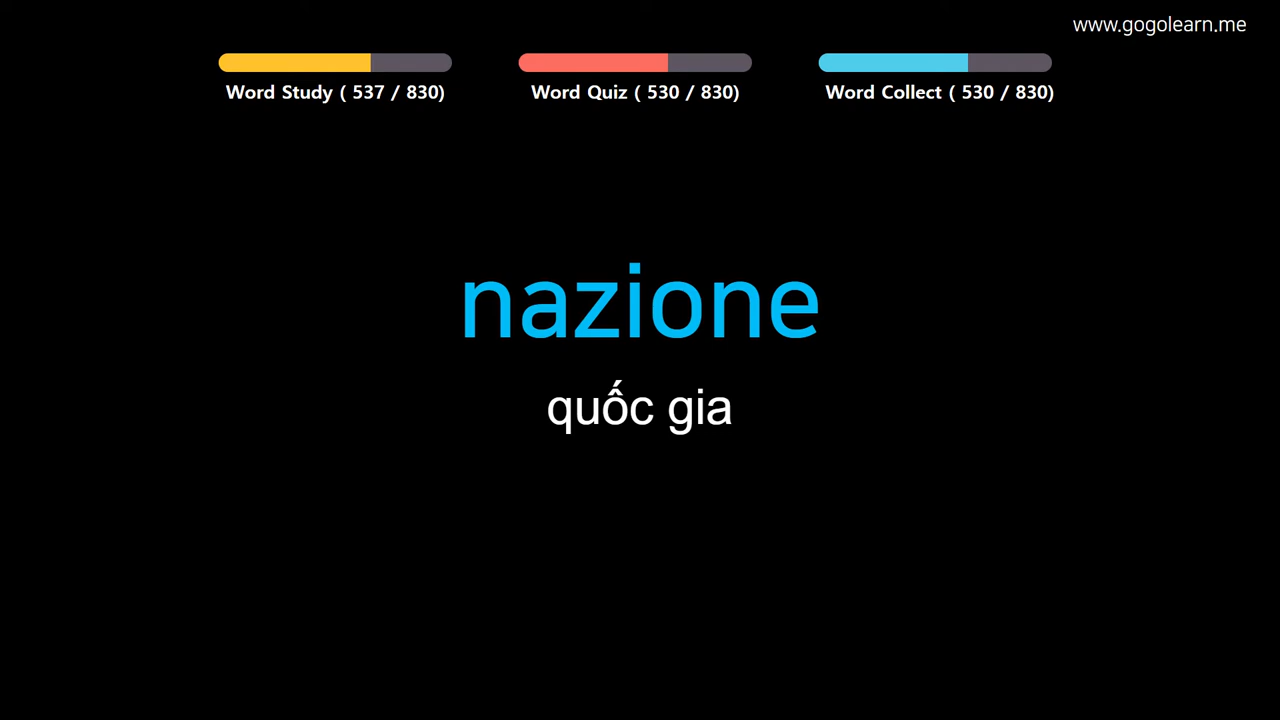 www.gogolearn.me
Word Study ( 537 / 830)
Word Quiz ( 530 / 830)
Word Collect ( 530 / 830)
nazione
quốc gia